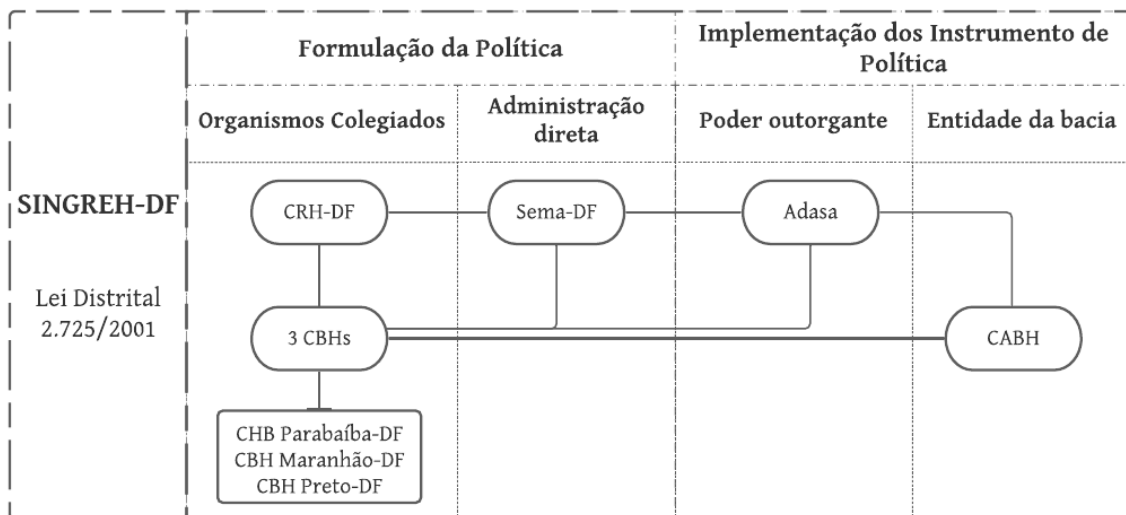 Formulação da Política
Implementação dos Instrumento de
Política
Organismos Colegiados
Administração
direta
Poder outorgante
Entidade da bacia
SINGREH-DF
Lei Distrital
2.725/2001
CRH-DF
Sema-DF
Adasa
3 CBHs
CABH
CHB Parabaíba-DF
CBH Maranhão-DF
CBH Preto-DF